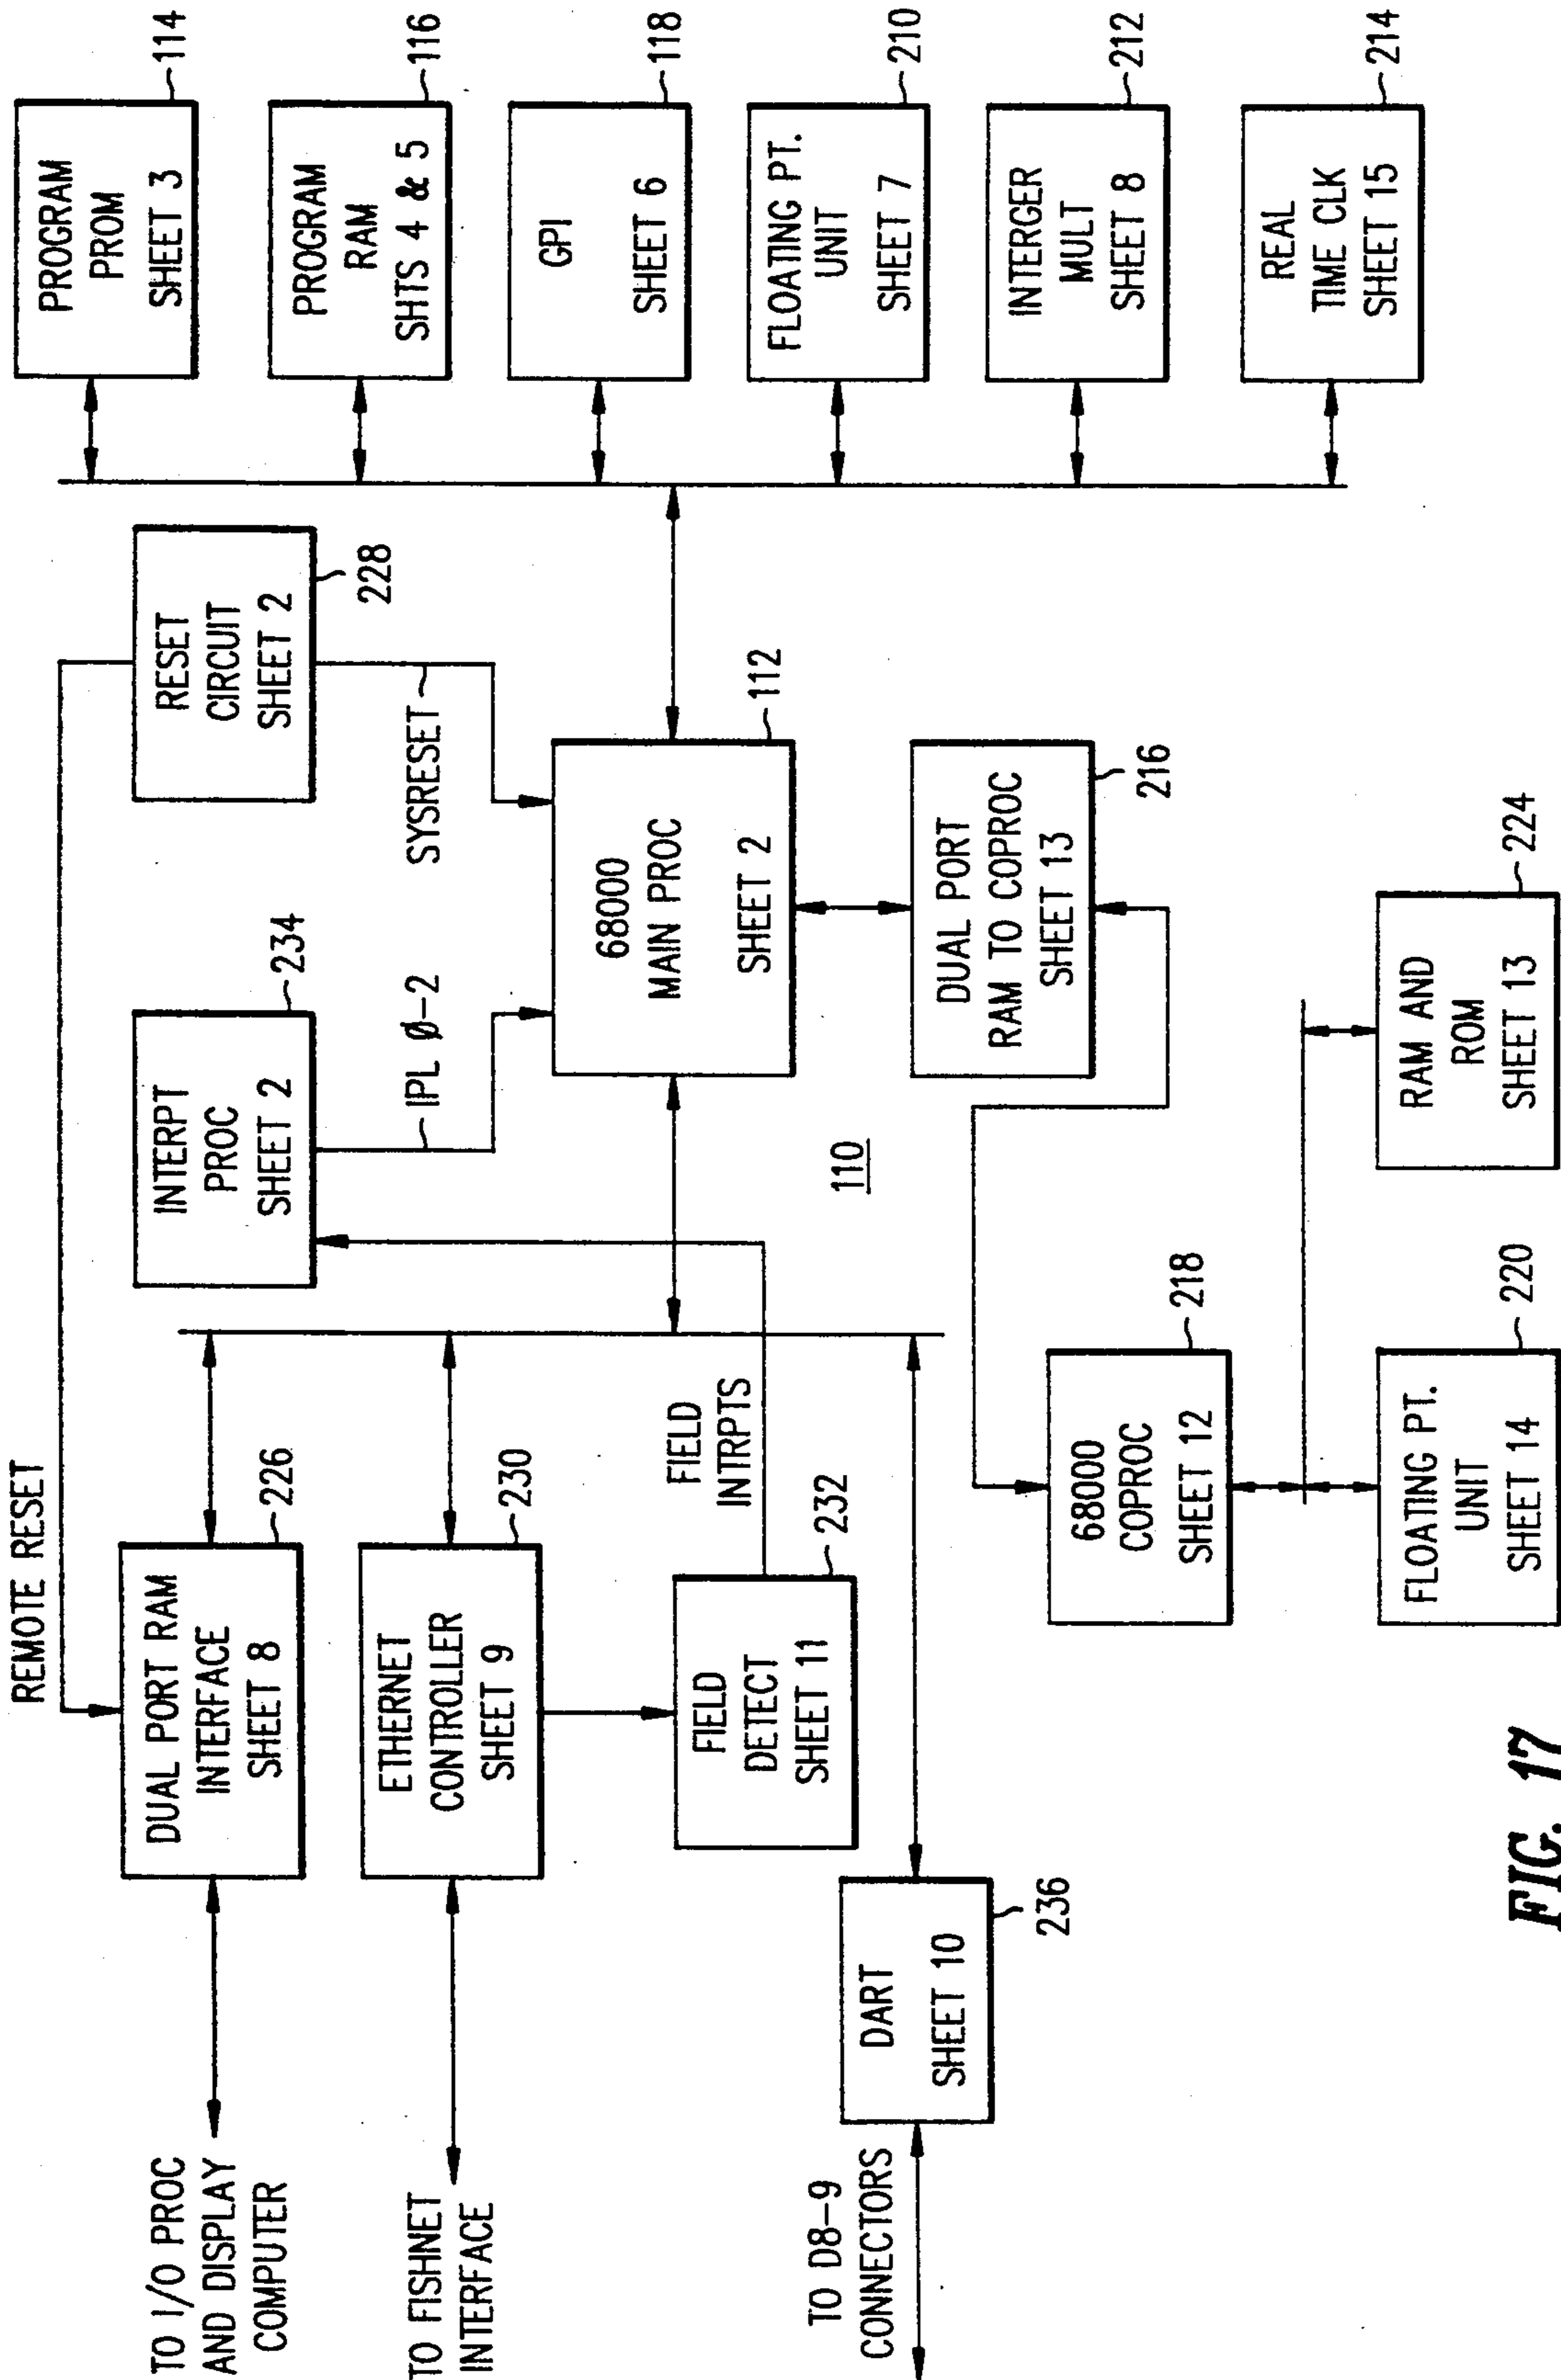 REMOTE RESET
TO I/O PROC
AND DISPLAY
COMPUTER
DUAL PORT RAM
INTERFACE
SHEET 8
226
TO FISHNET
INTERFACE
ETHERNET
CONTROLLER
SHEET 9
230
FIELD
DETECT
SHEET 11
232
FIELD
INTRPTS
TO D8-9
CONNECTORS
DART
SHEET 10
236
INTERPT
PROC
SHEET 2
234
IPL Ø-2
RESET
CIRCUIT
SHEET 2
228
SYSRESET
68000
MAIN PROC
SHEET 2
112
110
DUAL PORT
RAM TO COPROC
SHEET 13
216
68000
COPROC
SHEET 12
218
FLOATING PT.
UNIT
SHEET 14
220
RAM AND
ROM
SHEET 13
224
PROGRAM
PROM
SHEET 3
114
PROGRAM
RAM
SHTS 4 & 5
116
GPI
SHEET 6
118
FLOATING PT.
UNIT
SHEET 7
210
INTERGER
MULT
SHEET 8
212
REAL
TIME CLK
SHEET 15
214
FIG. 17